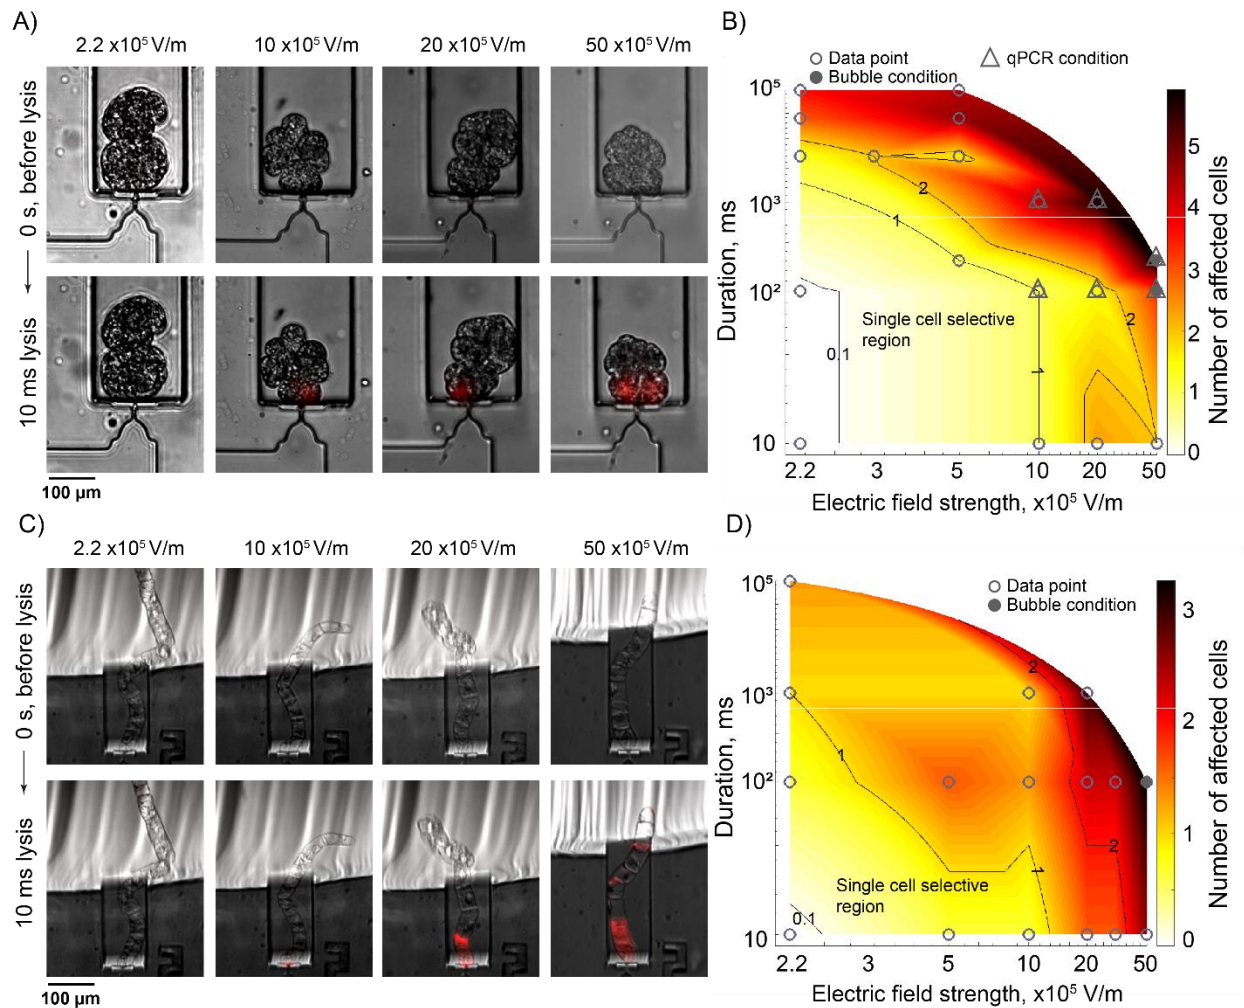 A)
2.2 x10⁵ V/m
10 x10⁵ V/m
20 x10⁵ V/m
50 x10⁵ V/m
0 s, before lysis
10 ms lysis
100 µm
B)
Data point
qPCR condition
Bubble condition
10⁵
10³
10²
10
Duration, ms
2
1
0.1
1
2
Single cell selective
region
2.2
3
5
10
20
50
Electric field strength, x10⁵ V/m
5
4
3
2
1
0
Number of affected cells
C)
2.2 x10⁵ V/m
10 x10⁵ V/m
20 x10⁵ V/m
50 x10⁵ V/m
0 s, before lysis
10 ms lysis
100 µm
D)
Data point
Bubble condition
10⁵
10³
10²
10
Duration, ms
2
1
2
1
0.1
Single cell selective
region
2.2
3
5
10
20
50
Electric field strength, x10⁵ V/m
3
2
1
0
Number of affected cells